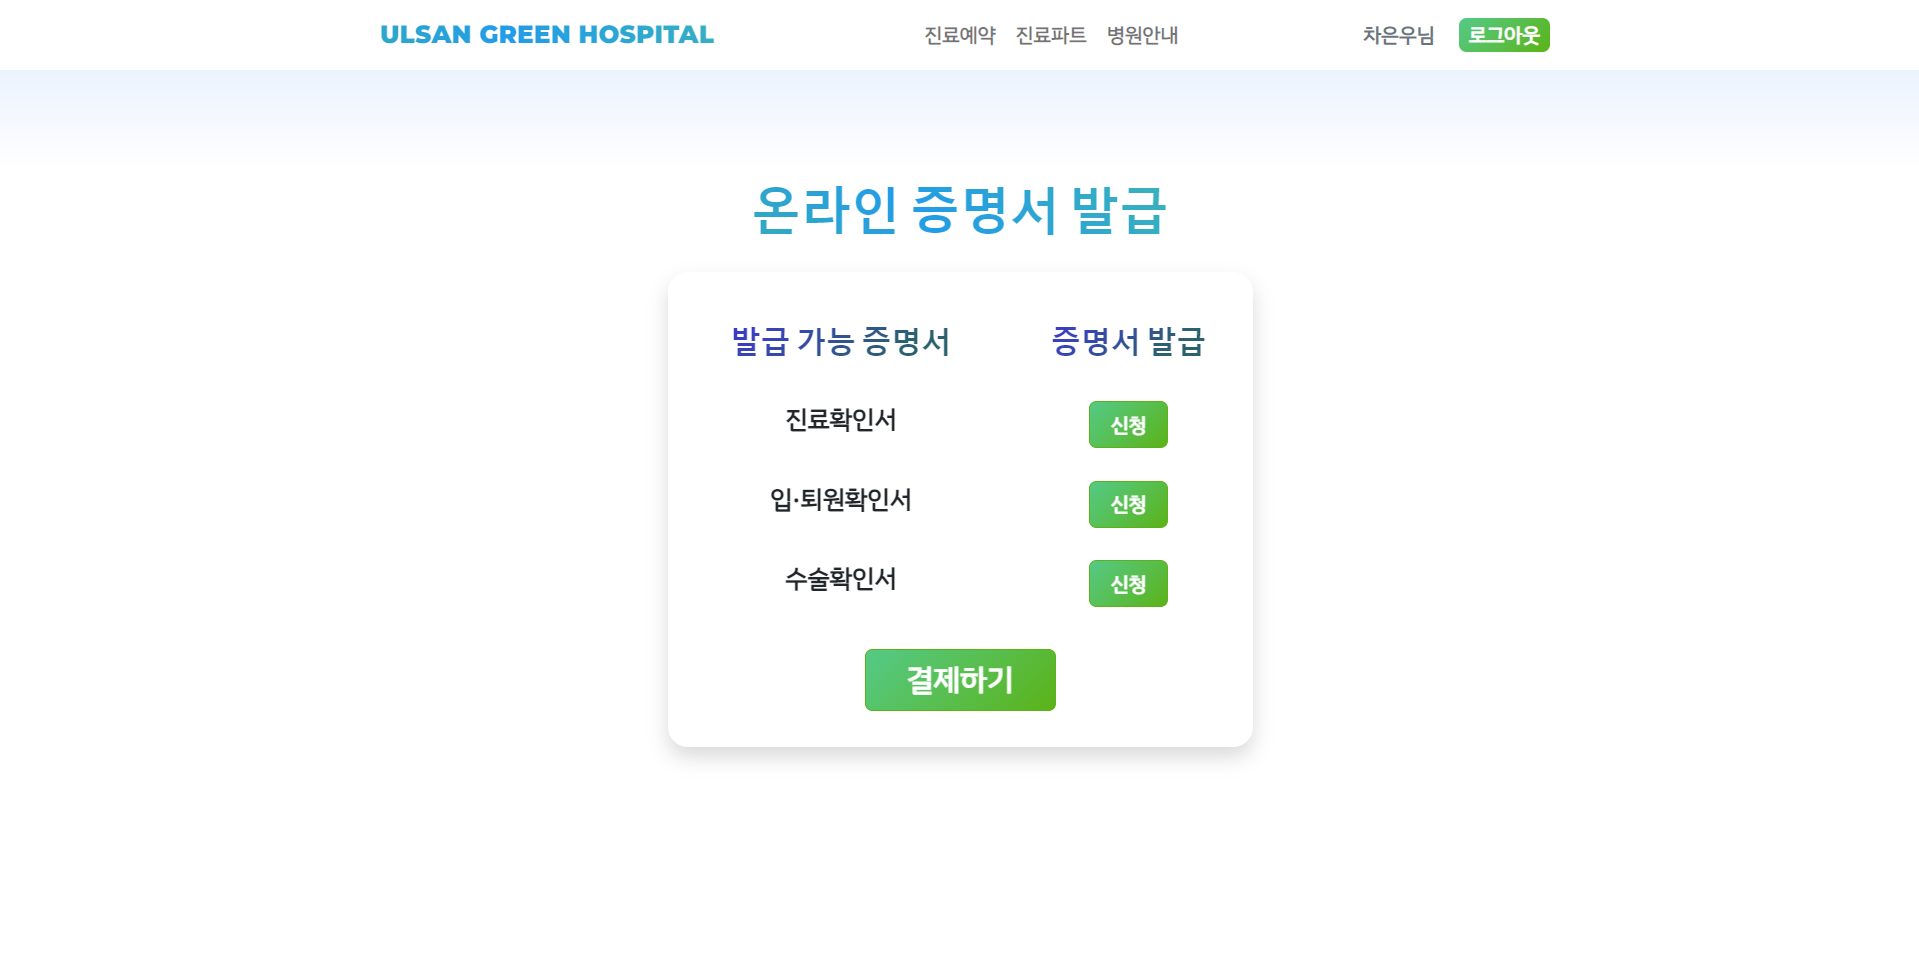 ULSAN GREEN HOSPITAL 진료예약 진료파트 병원안내 차은우님 로그아웃
온라인 증명서 발급
발급 가능 증명서 증명서 발급
진료확인서 신청
입·퇴원확인서 신청
수술확인서 신청
결제하기